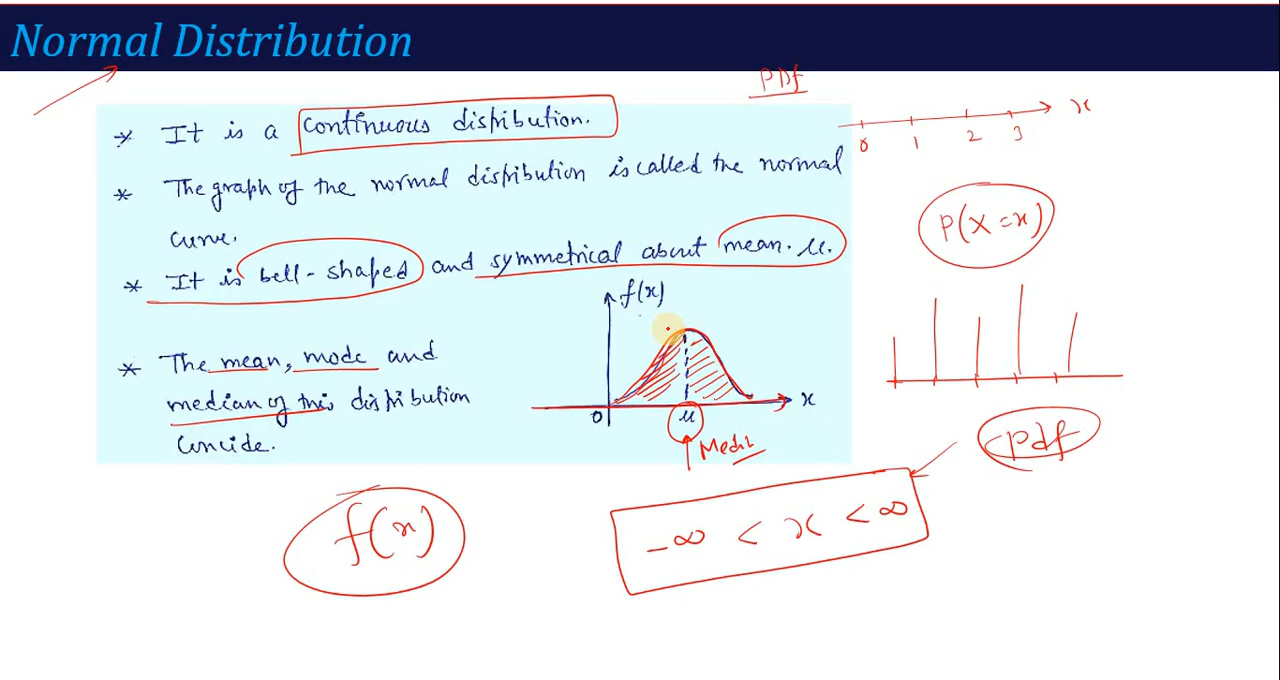 Normal Distribution
PDf
* It is a continuous distribution.
* The graph of the normal distribution is called the normal
curve.
* It is bell-shaped and symmetrical about mean. μ.
* The mean, mode and
median of this distribution
concide.
f(x)
0
μ
x
0 1 2 3 x
P(X=x)
pdf
f(x)
-∞ < x < ∞